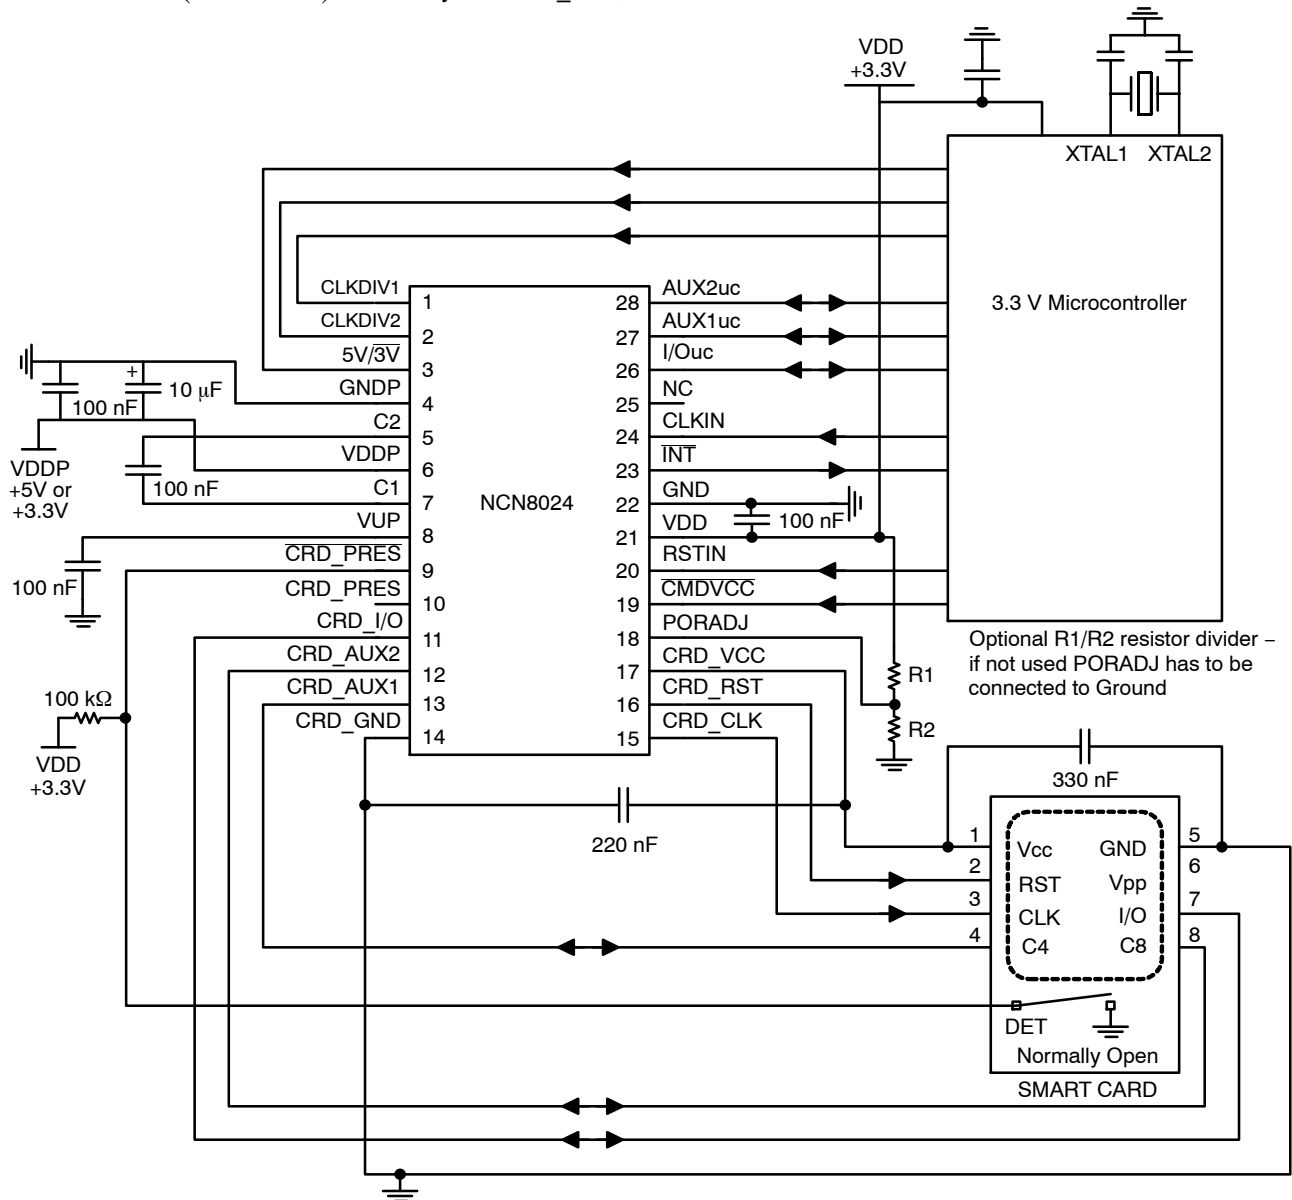 VDD
+3.3V
XTAL1 XTAL2
3.3 V Microcontroller
NCN8024
CLKDIV1 1
CLKDIV2 2
5V/3V 3
GNDP 4
C2 5
VDDP 6
C1 7
VUP 8
CRD_PRES 9
CRD_PRES 10
CRD_I/O 11
CRD_AUX2 12
CRD_AUX1 13
CRD_GND 14
28 AUX2uc
27 AUX1uc
26 I/Ouc
25 NC
24 CLKIN
23 INT
22 GND
21 VDD
20 RSTIN
19 CMDVCC
18 PORADJ
17 CRD_VCC
16 CRD_RST
15 CRD_CLK
+
10 μF
100 nF
VDDP
+5V or
+3.3V
100 nF
100 nF
100 kΩ
VDD
+3.3V
100 nF
R1
R2
Optional R1/R2 resistor divider –
if not used PORADJ has to be
connected to Ground
220 nF
330 nF
1 Vcc GND 5
2 RST Vpp 6
3 CLK I/O 7
4 C4 C8 8
DET
Normally Open
SMART CARD